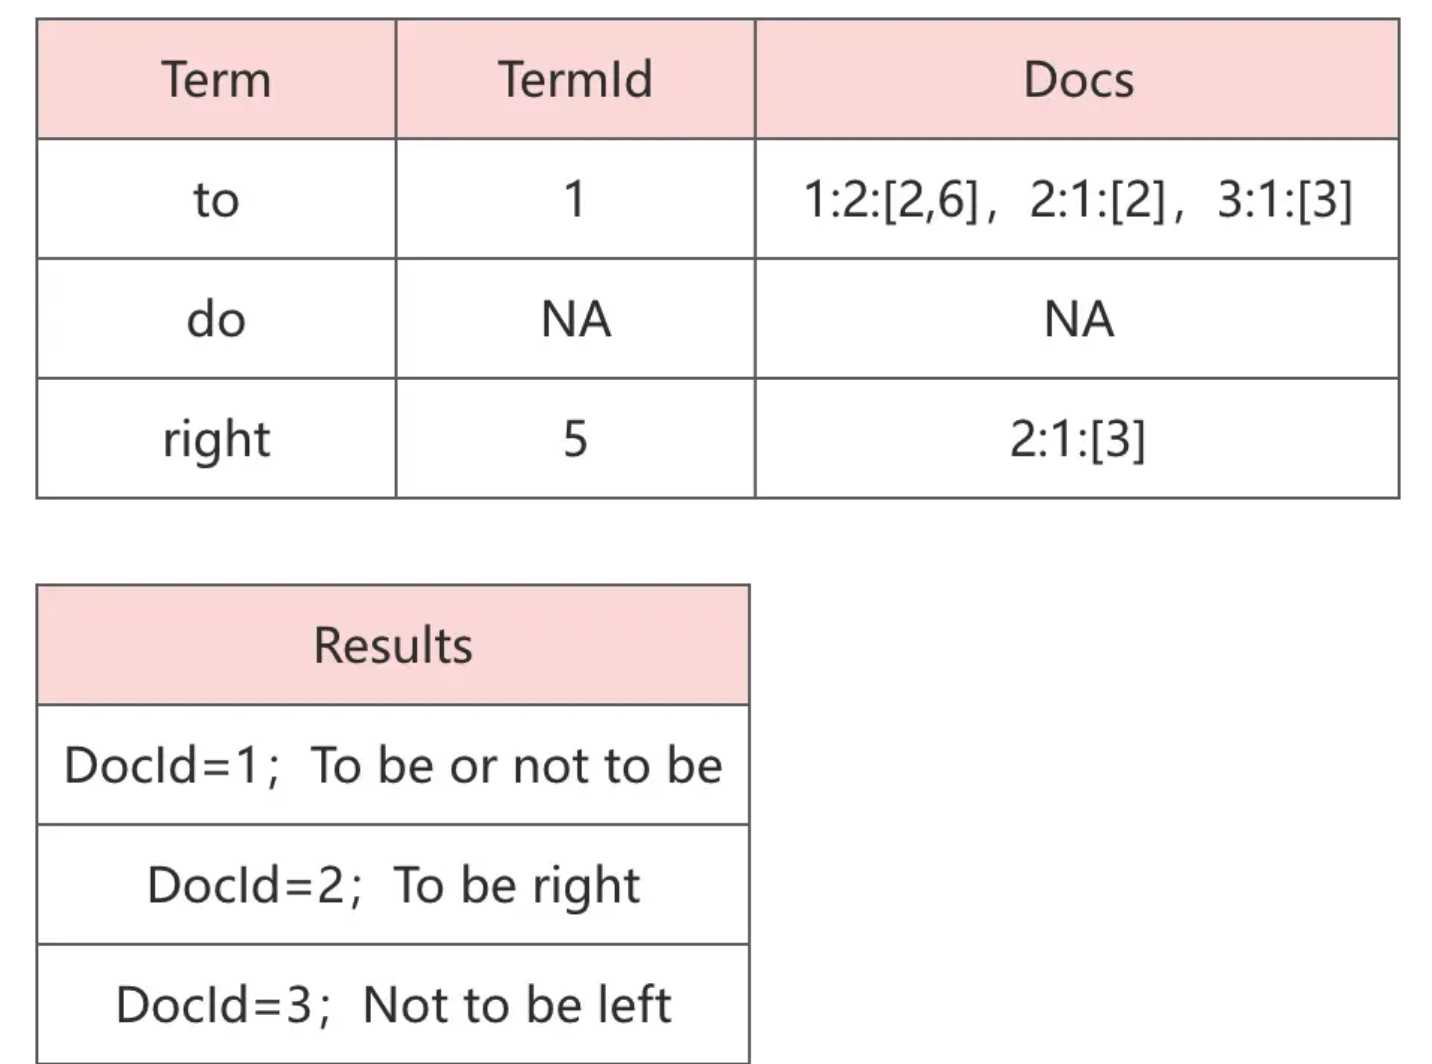 Term TermId Docs
to 1 1:2:[2,6], 2:1:[2], 3:1:[3]
do NA NA
right 5 2:1:[3]
Results
DocId=1; To be or not to be
DocId=2; To be right
DocId=3; Not to be left